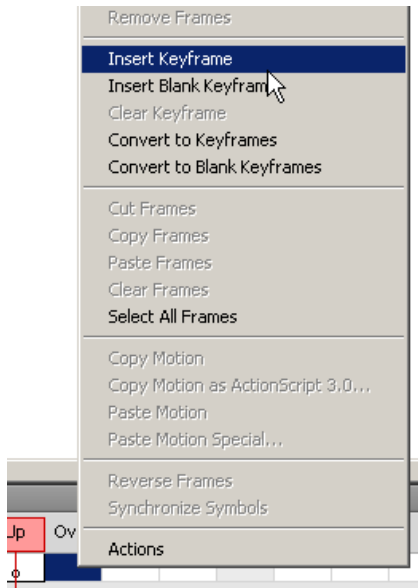 Remove Frames
Insert Keyframe
Insert Blank Keyfram
Clear Keyframe
Convert to Keyframes
Convert to Blank Keyframes
Cut Frames
Copy Frames
Paste Frames
Clear Frames
Select All Frames
Copy Motion
Copy Motion as ActionScript 3.0...
Paste Motion
Paste Motion Special...
Reverse Frames
Synchronize Symbols
Up Ov
Actions